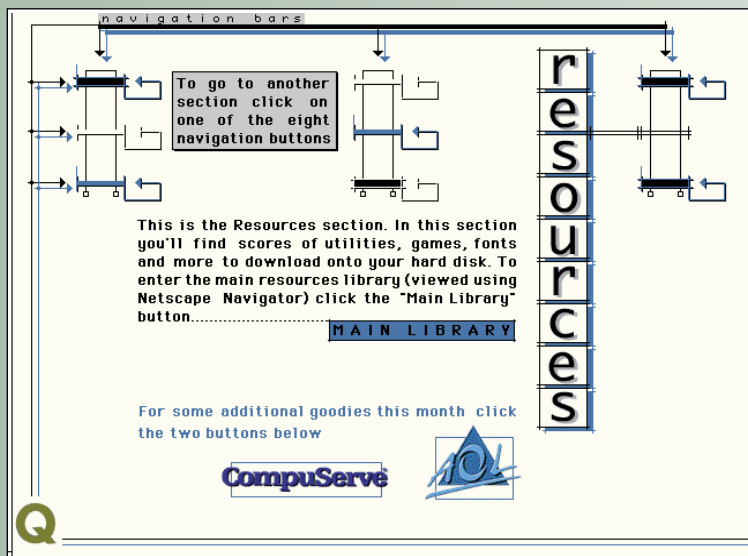 navigation bars
To go to another
section click on
one of the eight
navigation buttons
resources
This is the Resources section. In this section
you'll find scores of utilities, games, fonts
and more to download onto your hard disk. To
enter the main resources library (viewed using
Netscape Navigator) click the "Main Library"
button......................................
MAIN LIBRARY
For some additional goodies this month click
the two buttons below
CompuServe
AOL
Q